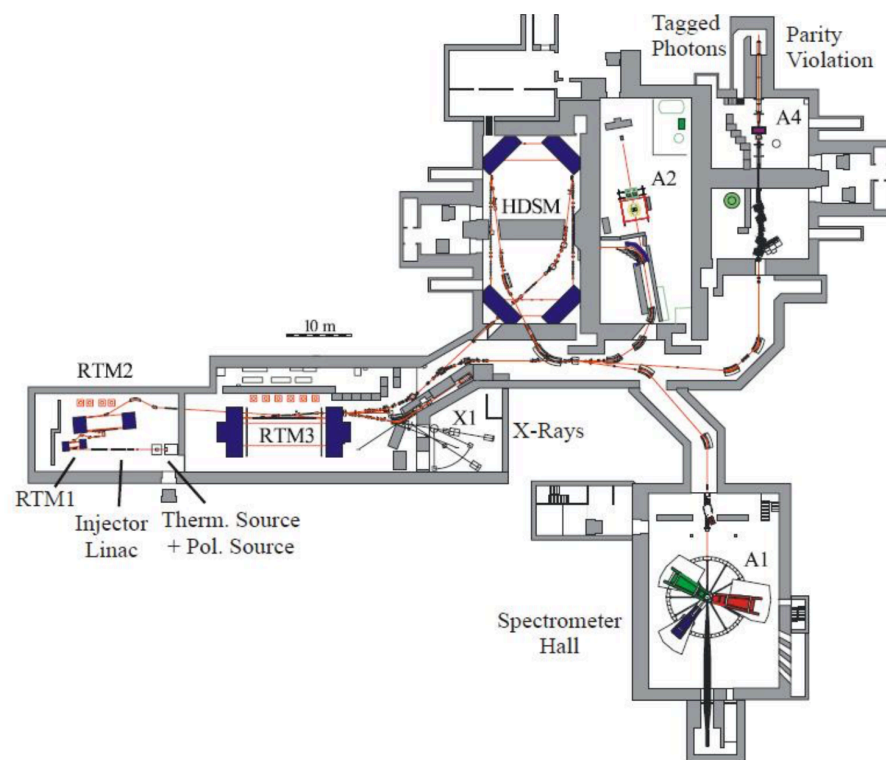 Tagged
Photons
Parity
Violation
A4
A2
HDSM
10 m
RTM2
RTM3
X1
X-Rays
RTM1
Injector
Linac
Therm. Source
+ Pol. Source
A1
Spectrometer
Hall